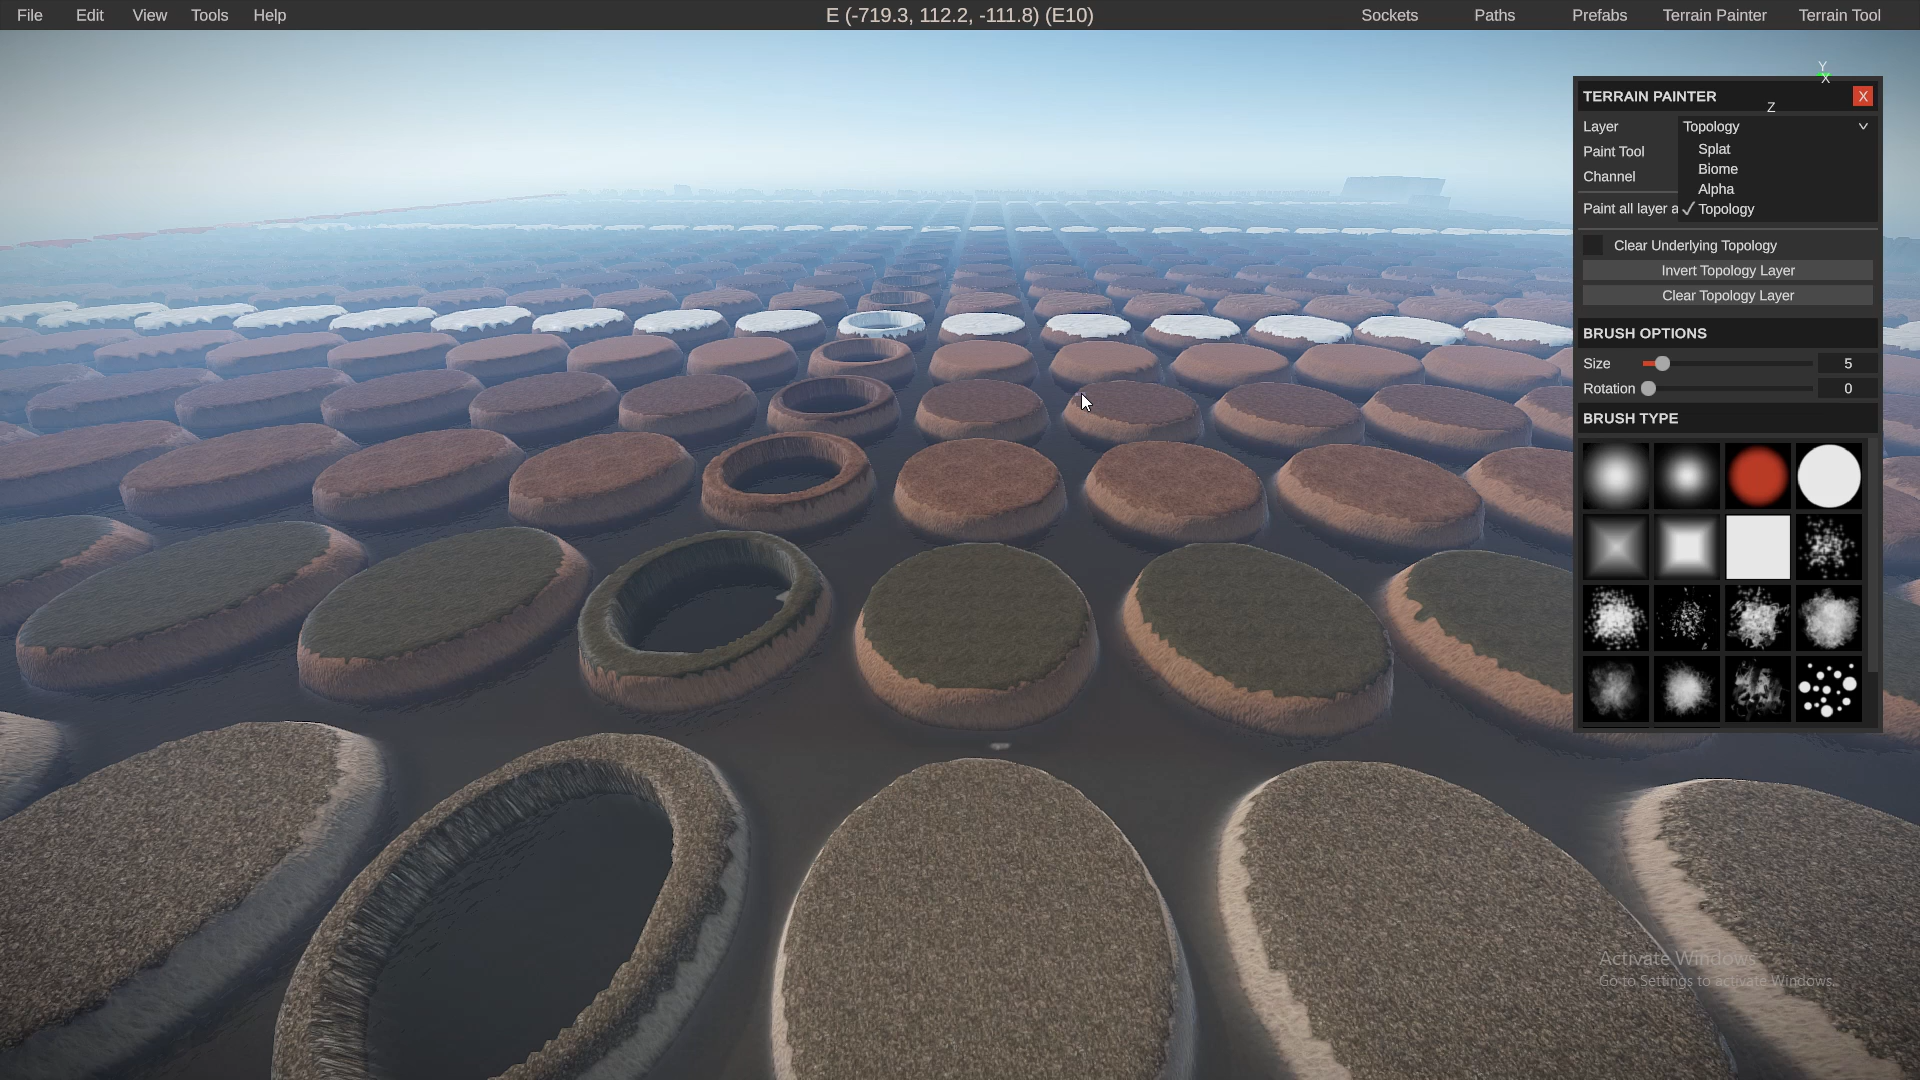 File Edit View Tools Help E (-719.3, 112.2, -111.8) (E10) Sockets Paths Prefabs Terrain Painter Terrain Tool
Y
X
Z
TERRAIN PAINTER X
Layer Topology
Splat
Paint Tool
Biome
Channel
Alpha
Paint all layer a
Topology
Clear Underlying Topology
Invert Topology Layer
Clear Topology Layer
BRUSH OPTIONS
Size 5
Rotation 0
BRUSH TYPE
Activate Windows
Go to Settings to activate Windows.